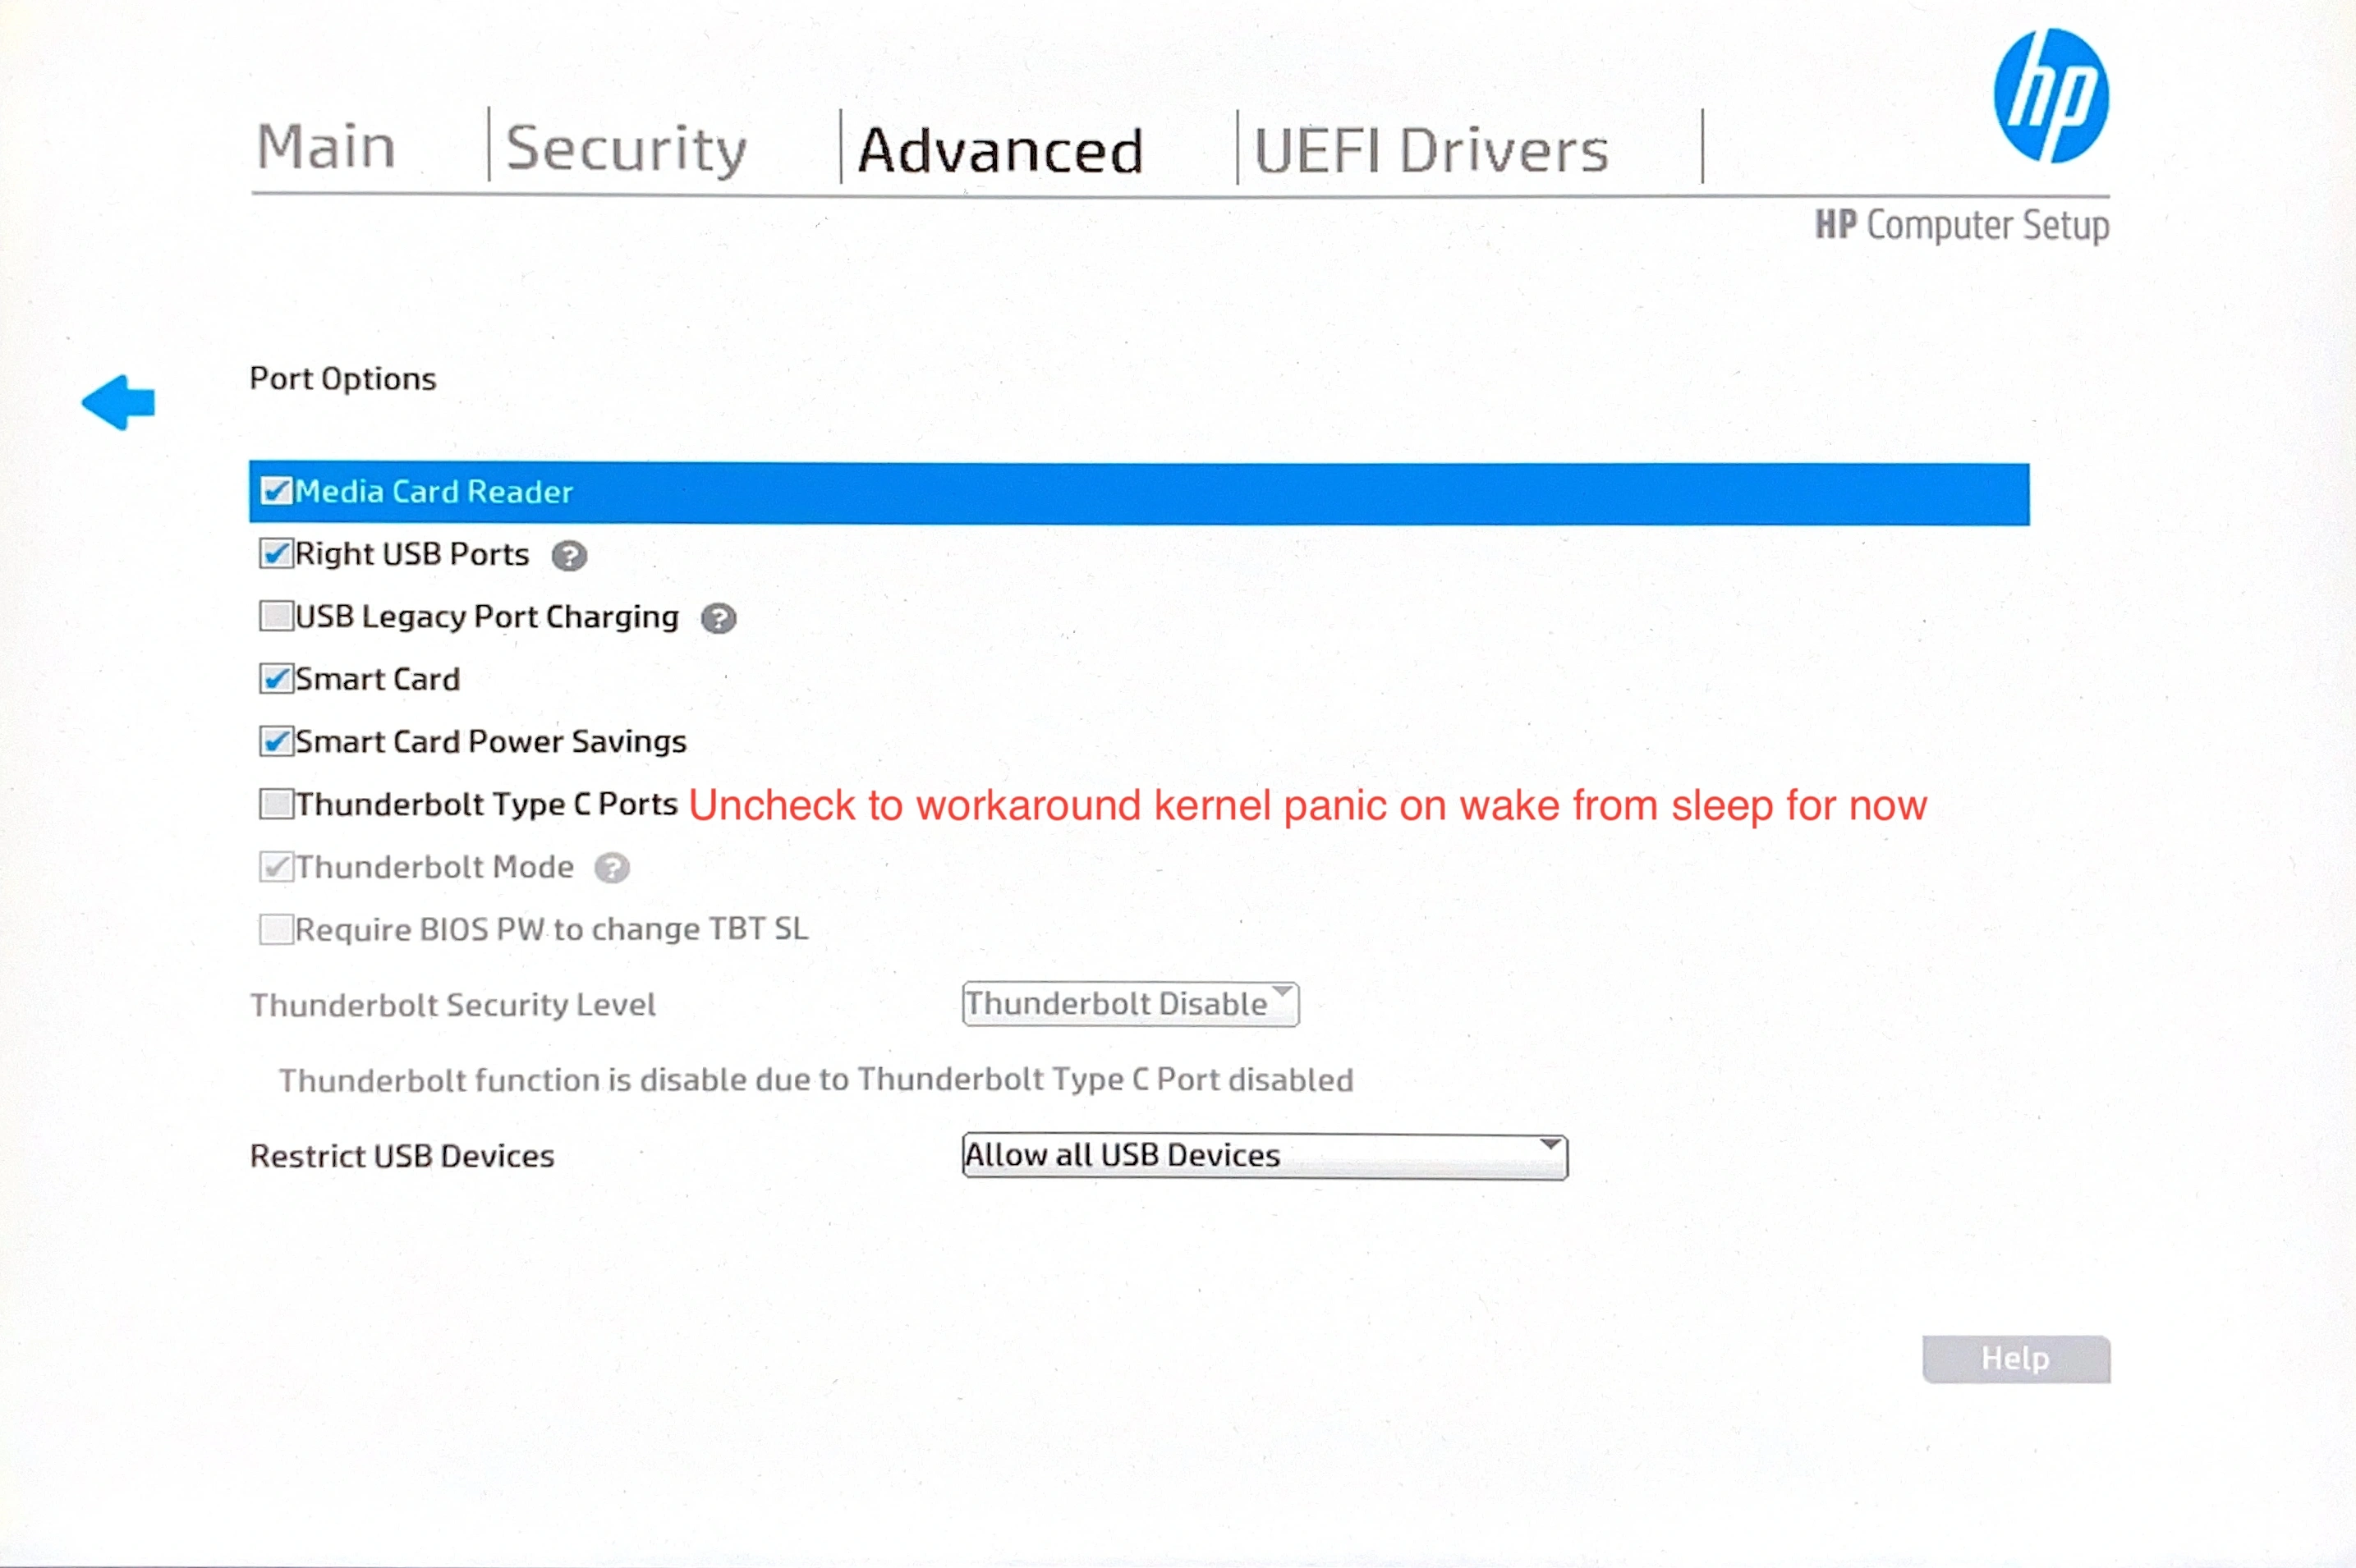 hp
Main Security Advanced UEFI Drivers
HP Computer Setup
Port Options
Media Card Reader
Right USB Ports ?
USB Legacy Port Charging ?
Smart Card
Smart Card Power Savings
Thunderbolt Type C Ports Uncheck to workaround kernel panic on wake from sleep for now
Thunderbolt Mode ?
Require BIOS PW to change TBT SL
Thunderbolt Security Level Thunderbolt Disable
Thunderbolt function is disable due to Thunderbolt Type C Port disabled
Restrict USB Devices Allow all USB Devices
Help